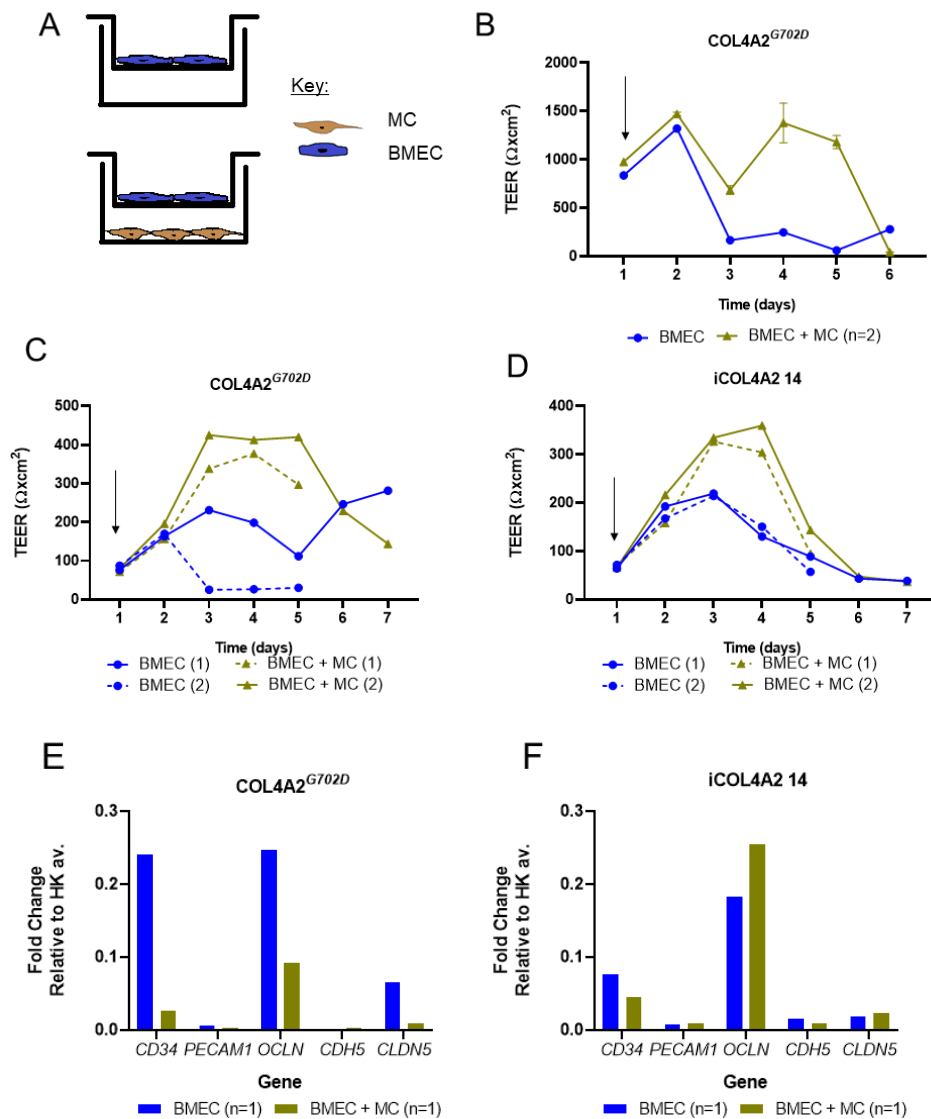 A
Key:
MC
BMEC
B
COL4A2G702D
TEER (Ωxcm2)
2000
1500
1000
500
0
1 2 3 4 5 6
Time (days)
BMEC BMEC + MC (n=2)
C
COL4A2G702D
TEER (Ωxcm2)
500
400
300
200
100
0
1 2 3 4 5 6 7
Time (days)
BMEC (1) BMEC + MC (1)
BMEC (2) BMEC + MC (2)
D
iCOL4A2 14
TEER (Ωxcm2)
400
300
200
100
0
1 2 3 4 5 6 7
Time (days)
BMEC (1) BMEC + MC (1)
BMEC (2) BMEC + MC (2)
E
COL4A2G702D
Fold Change
Relative to HK av.
0.3
0.2
0.1
0.0
CD34 PECAM1 OCLN CDH5 CLDN5
Gene
BMEC (n=1) BMEC + MC (n=1)
F
iCOL4A2 14
Fold Change
Relative to HK av.
0.3
0.2
0.1
0.0
CD34 PECAM1 OCLN CDH5 CLDN5
Gene
BMEC (n=1) BMEC + MC (n=1)